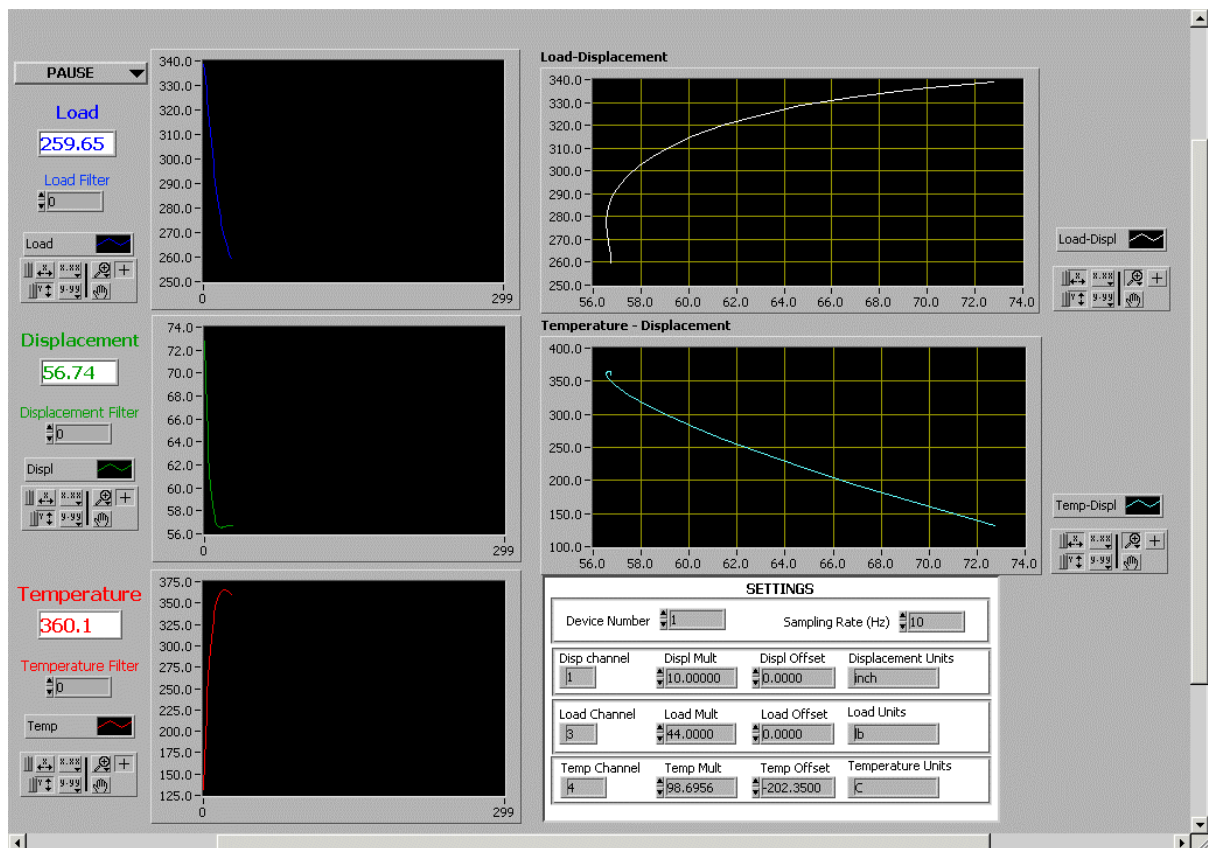 PAUSE
Load
259.65
Load Filter
0
Load
X.XX
Y.YY
340.0
330.0
320.0
310.0
300.0
290.0
280.0
270.0
260.0
250.0
0 299
Displacement
56.74
Displacement Filter
0
Displ
X.XX
Y.YY
74.0
72.0
70.0
68.0
66.0
64.0
62.0
60.0
58.0
56.0
0 299
Temperature
360.1
Temperature Filter
0
Temp
X.XX
Y.YY
375.0
350.0
325.0
300.0
275.0
250.0
225.0
200.0
175.0
150.0
125.0
0 299
Load-Displacement
340.0
330.0
320.0
310.0
300.0
290.0
280.0
270.0
260.0
250.0
56.0 58.0 60.0 62.0 64.0 66.0 68.0 70.0 72.0 74.0
Load-Displ
X.XX
Y.YY
Temperature - Displacement
400.0
350.0
300.0
250.0
200.0
150.0
100.0
56.0 58.0 60.0 62.0 64.0 66.0 68.0 70.0 72.0 74.0
Temp-Displ
X.XX
Y.YY
SETTINGS
Device Number 1 Sampling Rate (Hz) 10
Disp channel Displ Mult Displ Offset Displacement Units
1 10.00000 0.0000 inch
Load Channel Load Mult Load Offset Load Units
3 44.0000 0.0000 lb
Temp Channel Temp Mult Temp Offset Temperature Units
4 98.6956 -202.3500 C